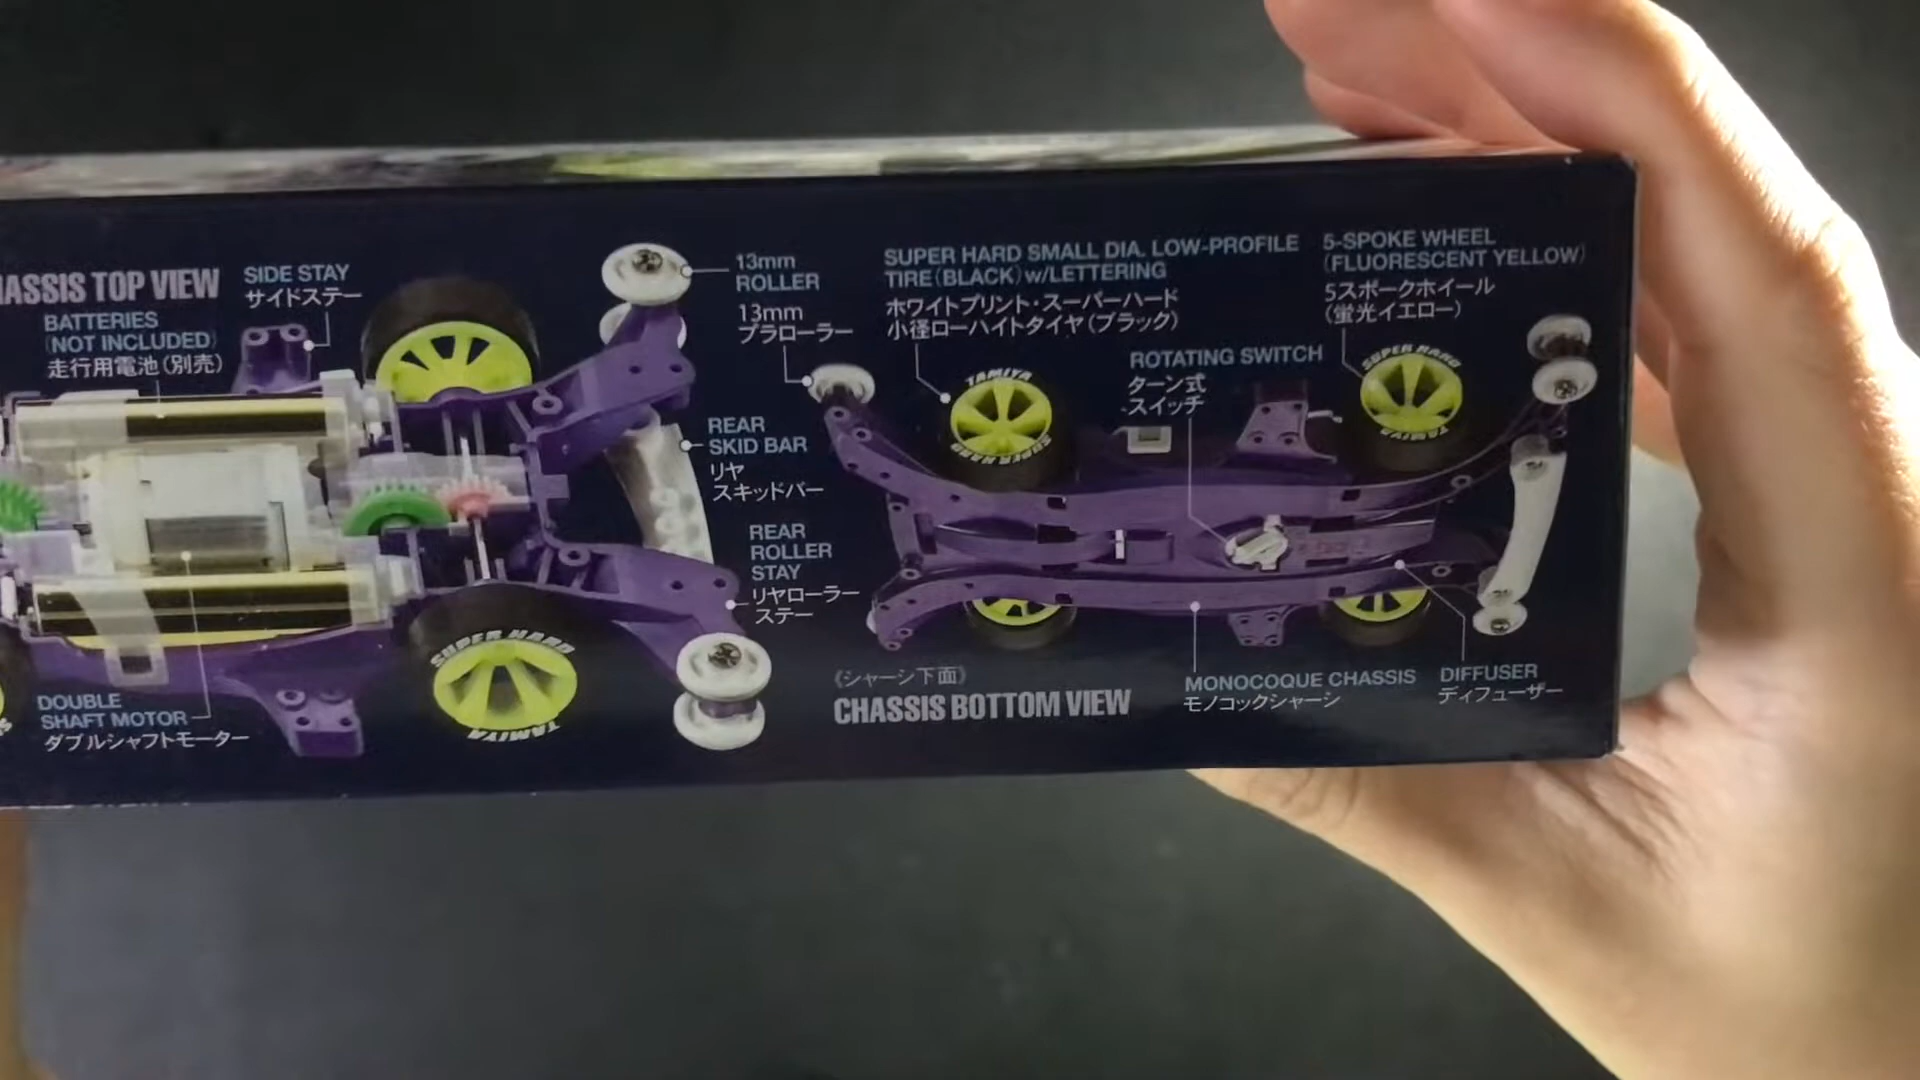 ASSIS TOP VIEW
BATTERIES
(NOT INCLUDED)
走行用電池(別売)
SIDE STAY
サイドステー
DOUBLE
SHAFT MOTOR
ダブルシャフトモーター
SUPER HARD
TAMIYA
13mm
ROLLER
13mm
プラローラー
REAR
SKID BAR
リヤ
スキッドバー
REAR
ROLLER
STAY
リヤローラー
ステー
SUPER HARD SMALL DIA. LOW-PROFILE
TIRE(BLACK)w/LETTERING
ホワイトプリント・スーパーハード
小径ローハイトタイヤ(ブラック)
5-SPOKE WHEEL
(FLUORESCENT YELLOW)
5スポークホイール
(蛍光イエロー)
TAMIYA
SUPER HARD
ROTATING SWITCH
ターン式
スイッチ
SUPER HARD
TAMIYA
《シャーシ下面》
CHASSIS BOTTOM VIEW
MONOCOQUE CHASSIS
モノコックシャーシ
DIFFUSER
ディフューザー